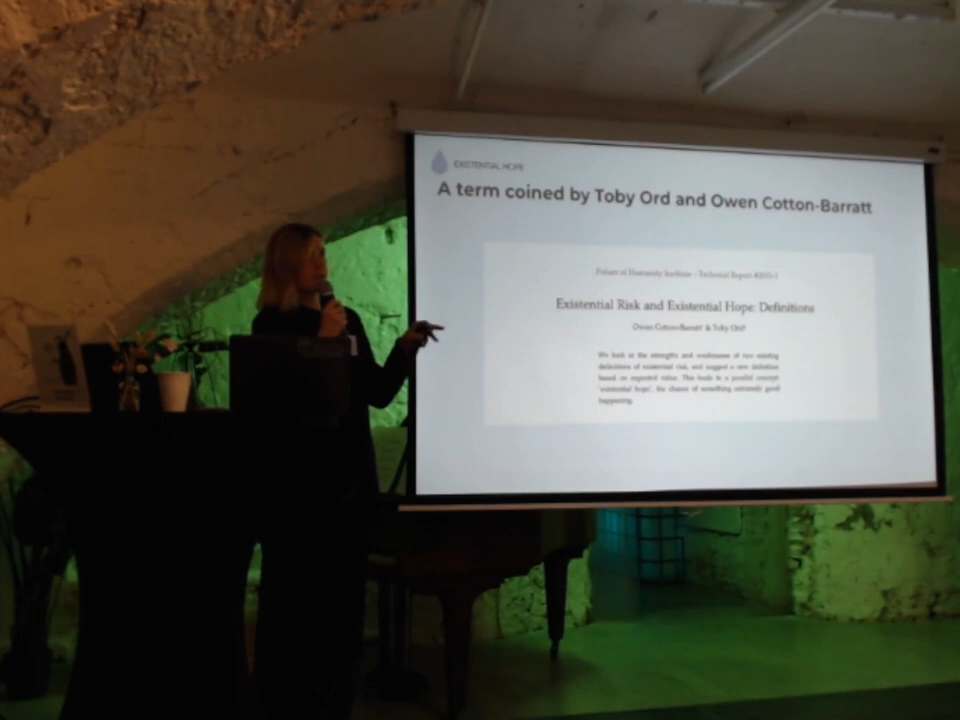 EXISTENTIAL HOPE
A term coined by Toby Ord and Owen Cotton-Barratt
Future of Humanity Institute – Technical Report #2015-1
Existential Risk and Existential Hope: Definitions
Owen Cotton-Barratt & Toby Ord
We look at the strengths and weaknesses of two existing
definitions of existential risk, and suggest a new definition
based on expected value. This leads to a parallel concept:
'existential hope', the chance of something extremely good
happening.